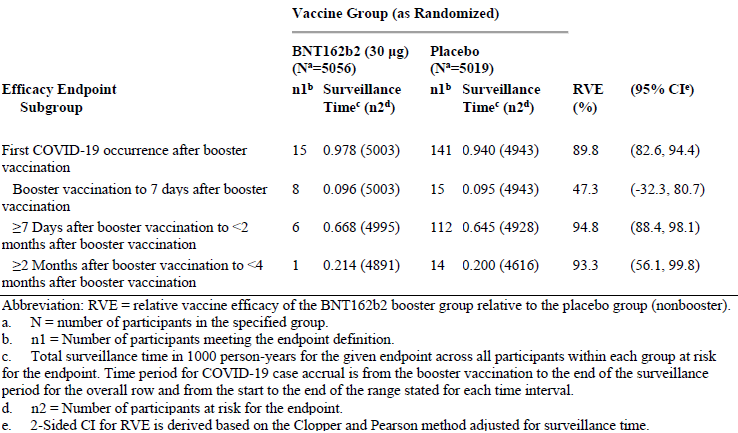 Vaccine Group (as Randomized)
BNT162b2 (30 μg) Placebo
(Nᵃ=5056) (Nᵃ=5019)
Efficacy Endpoint n1ᵇ Surveillance n1ᵇ Surveillance RVE (95% CIᵉ)
Subgroup Timeᶜ (n2ᵈ) Timeᶜ (n2ᵈ) (%)
First COVID-19 occurrence after booster 15 0.978 (5003) 141 0.940 (4943) 89.8 (82.6, 94.4)
vaccination
Booster vaccination to 7 days after booster 8 0.096 (5003) 15 0.095 (4943) 47.3 (-32.3, 80.7)
vaccination
≥7 Days after booster vaccination to <2 6 0.668 (4995) 112 0.645 (4928) 94.8 (88.4, 98.1)
months after booster vaccination
≥2 Months after booster vaccination to <4 1 0.214 (4891) 14 0.200 (4616) 93.3 (56.1, 99.8)
months after booster vaccination
Abbreviation: RVE = relative vaccine efficacy of the BNT162b2 booster group relative to the placebo group (nonbooster).
a. N = number of participants in the specified group.
b. n1 = Number of participants meeting the endpoint definition.
c. Total surveillance time in 1000 person-years for the given endpoint across all participants within each group at risk
for the endpoint. Time period for COVID-19 case accrual is from the booster vaccination to the end of the surveillance
period for the overall row and from the start to the end of the range stated for each time interval.
d. n2 = Number of participants at risk for the endpoint.
e. 2-Sided CI for RVE is derived based on the Clopper and Pearson method adjusted for surveillance time.